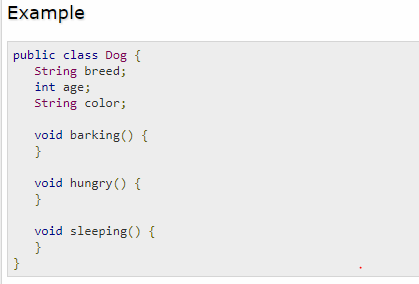 Example
public class Dog {
String breed;
int age;
String color;
void barking() {
}
void hungry() {
}
void sleeping() {
}
}